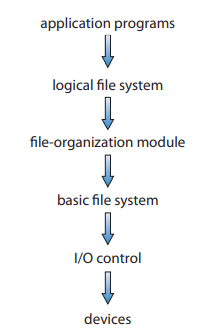 application programs
logical file system
file-organization module
basic file system
I/O control
devices